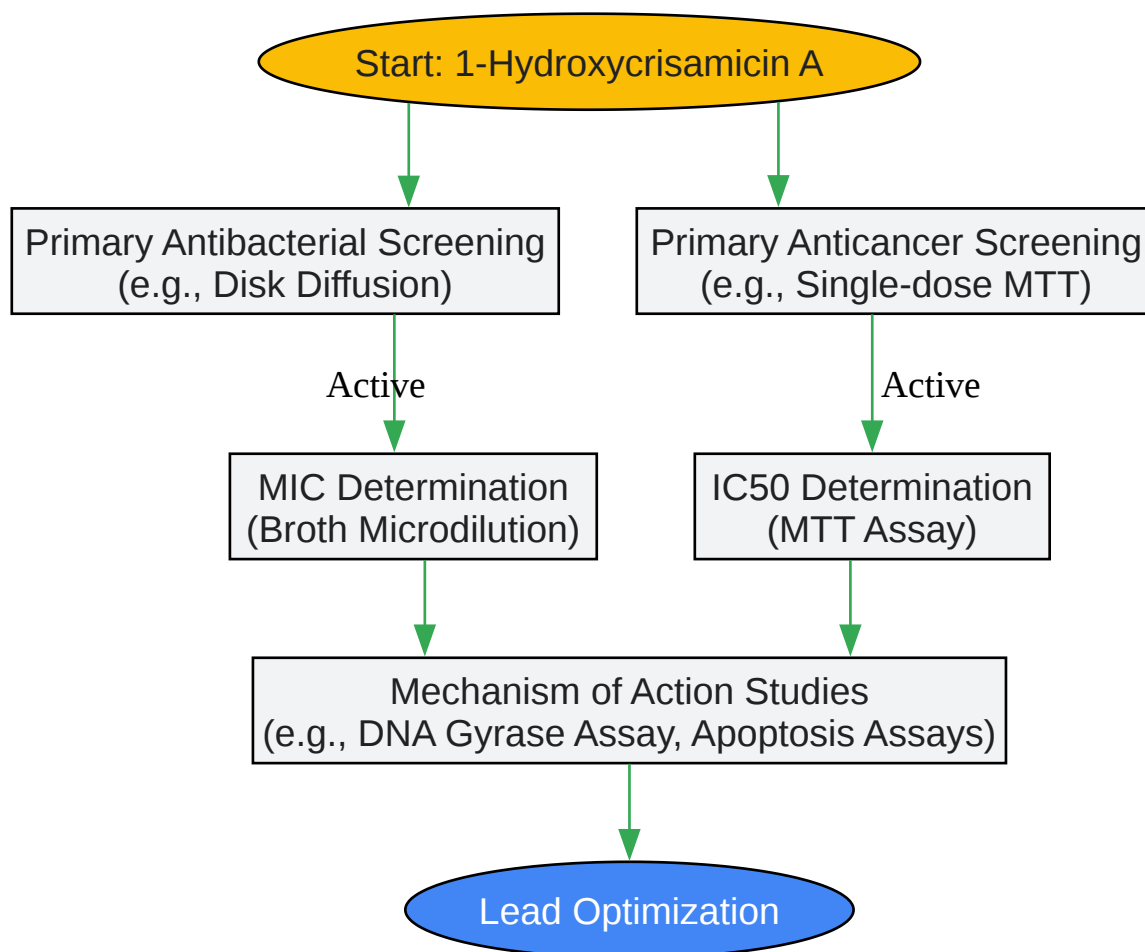 Start: 1-Hydroxycrisamicin A
Primary Antibacterial Screening
(e.g., Disk Diffusion)
Primary Anticancer Screening
(e.g., Single-dose MTT)
Active
Active
MIC Determination
(Broth Microdilution)
IC50 Determination
(MTT Assay)
Mechanism of Action Studies
(e.g., DNA Gyrase Assay, Apoptosis Assays)
Lead Optimization